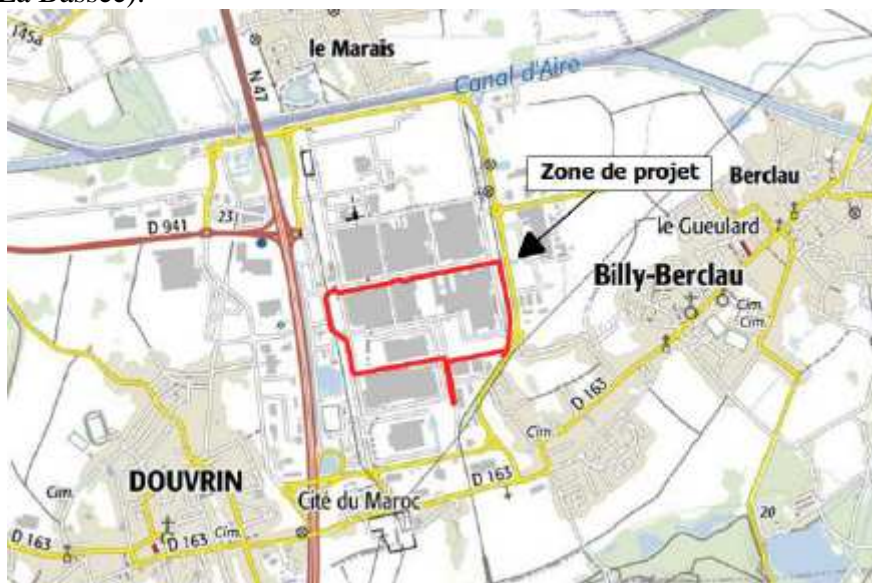 La Bassée).
145a
le Marais
N 47
Canal d'Aire
Zone de projet
Berclau
D 941
23
le Gueulard
Billy-Berclau
Cim.
Cim.
D 163
Cim.
DOUVRIN
Cim.
D 163
Cité du Maroc
20
D 163
D 163
Cim.